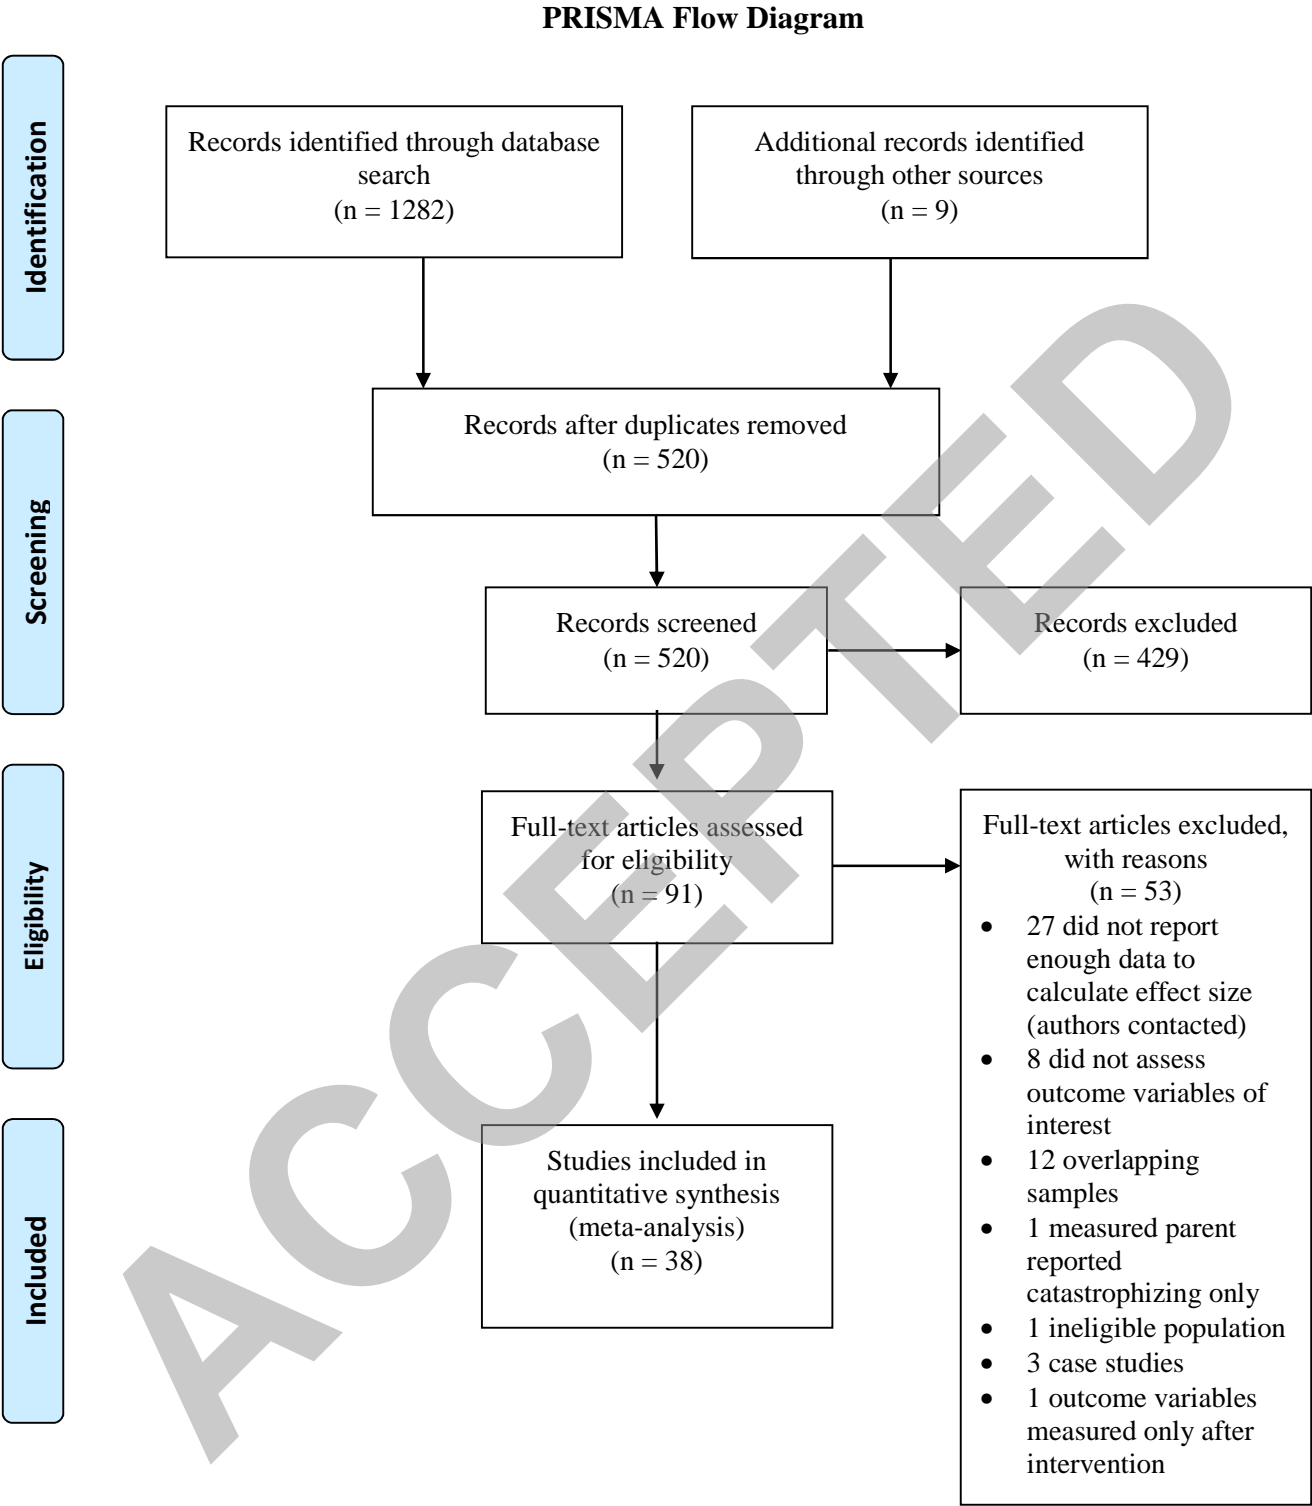 PRISMA Flow Diagram
Identification
Records identified through database
search
(n = 1282)
Additional records identified
through other sources
(n = 9)
Records after duplicates removed
(n = 520)
Screening
Records screened
(n = 520)
Records excluded
(n = 429)
Eligibility
Full-text articles assessed
for eligibility
(n = 91)
Full-text articles excluded,
with reasons
(n = 53)
• 27 did not report
enough data to
calculate effect size
(authors contacted)
• 8 did not assess
outcome variables of
interest
• 12 overlapping
samples
• 1 measured parent
reported
catastrophizing only
• 1 ineligible population
• 3 case studies
• 1 outcome variables
measured only after
intervention
Included
Studies included in
quantitative synthesis
(meta-analysis)
(n = 38)
ACCEPTED